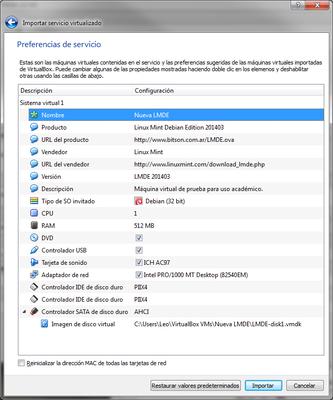 Importar servicio virtualizado
Preferencias de servicio
Estas son las máquinas virtuales contenidas en el servicio y las preferencias sugeridas de las máquinas virtuales importadas
de VirtualBox. Puede cambiar algunas de las propiedades mostradas haciendo doble clic en los elementos y deshabilitar
otras usando las casillas de abajo.
Descripción Configuración
Sistema virtual 1
Nombre Nueva LMDE
Producto Linux Mint Debian Edition 201403
URL del producto http://www.bitson.com.ar/LMDE.ova
Vendedor Linux Mint
URL del vendedor http://www.linuxmint.com/download_lmde.php
Versión LMDE 201403
Descripción Máquina virtual de prueba para uso académico.
Tipo de SO invitado Debian (32 bit)
CPU 1
RAM 512 MB
DVD
Controlador USB
Tarjeta de sonido ICH AC97
Adaptador de red Intel PRO/1000 MT Desktop (82540EM)
Controlador IDE de disco duro PIIX4
Controlador IDE de disco duro PIIX4
Controlador SATA de disco duro AHCI
Imagen de disco virtual C:\Users\Leo\VirtualBox VMs\Nueva LMDE\LMDE-disk1.vmdk
Reinicializar la dirección MAC de todas las tarjetas de red
Restaurar valores predeterminados Importar Cancelar